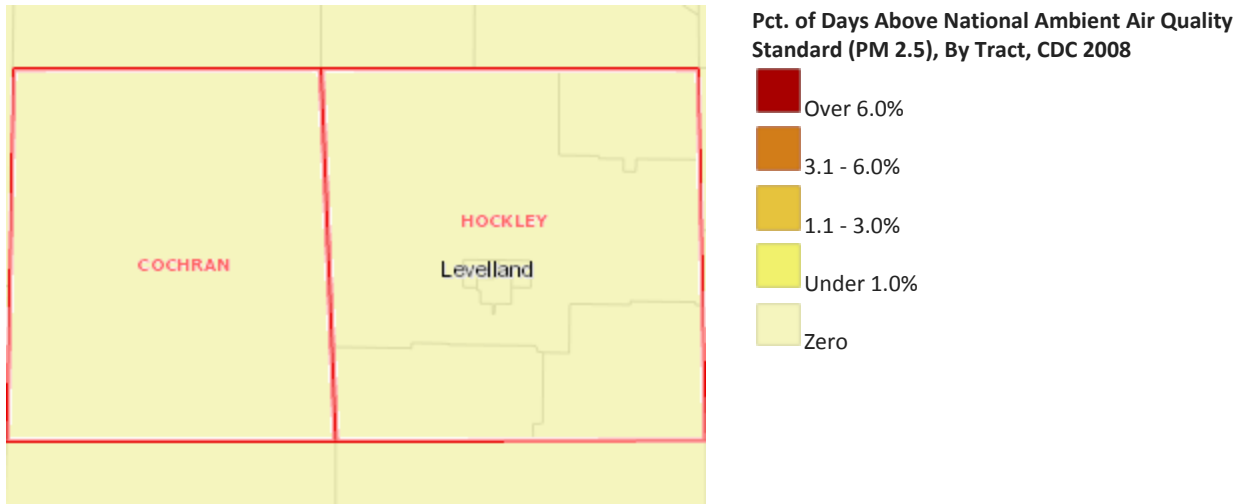 Pct. of Days Above National Ambient Air Quality
Standard (PM 2.5), By Tract, CDC 2008
Over 6.0%
3.1 - 6.0%
1.1 - 3.0%
Under 1.0%
Zero
HOCKLEY
COCHRAN
Levelland